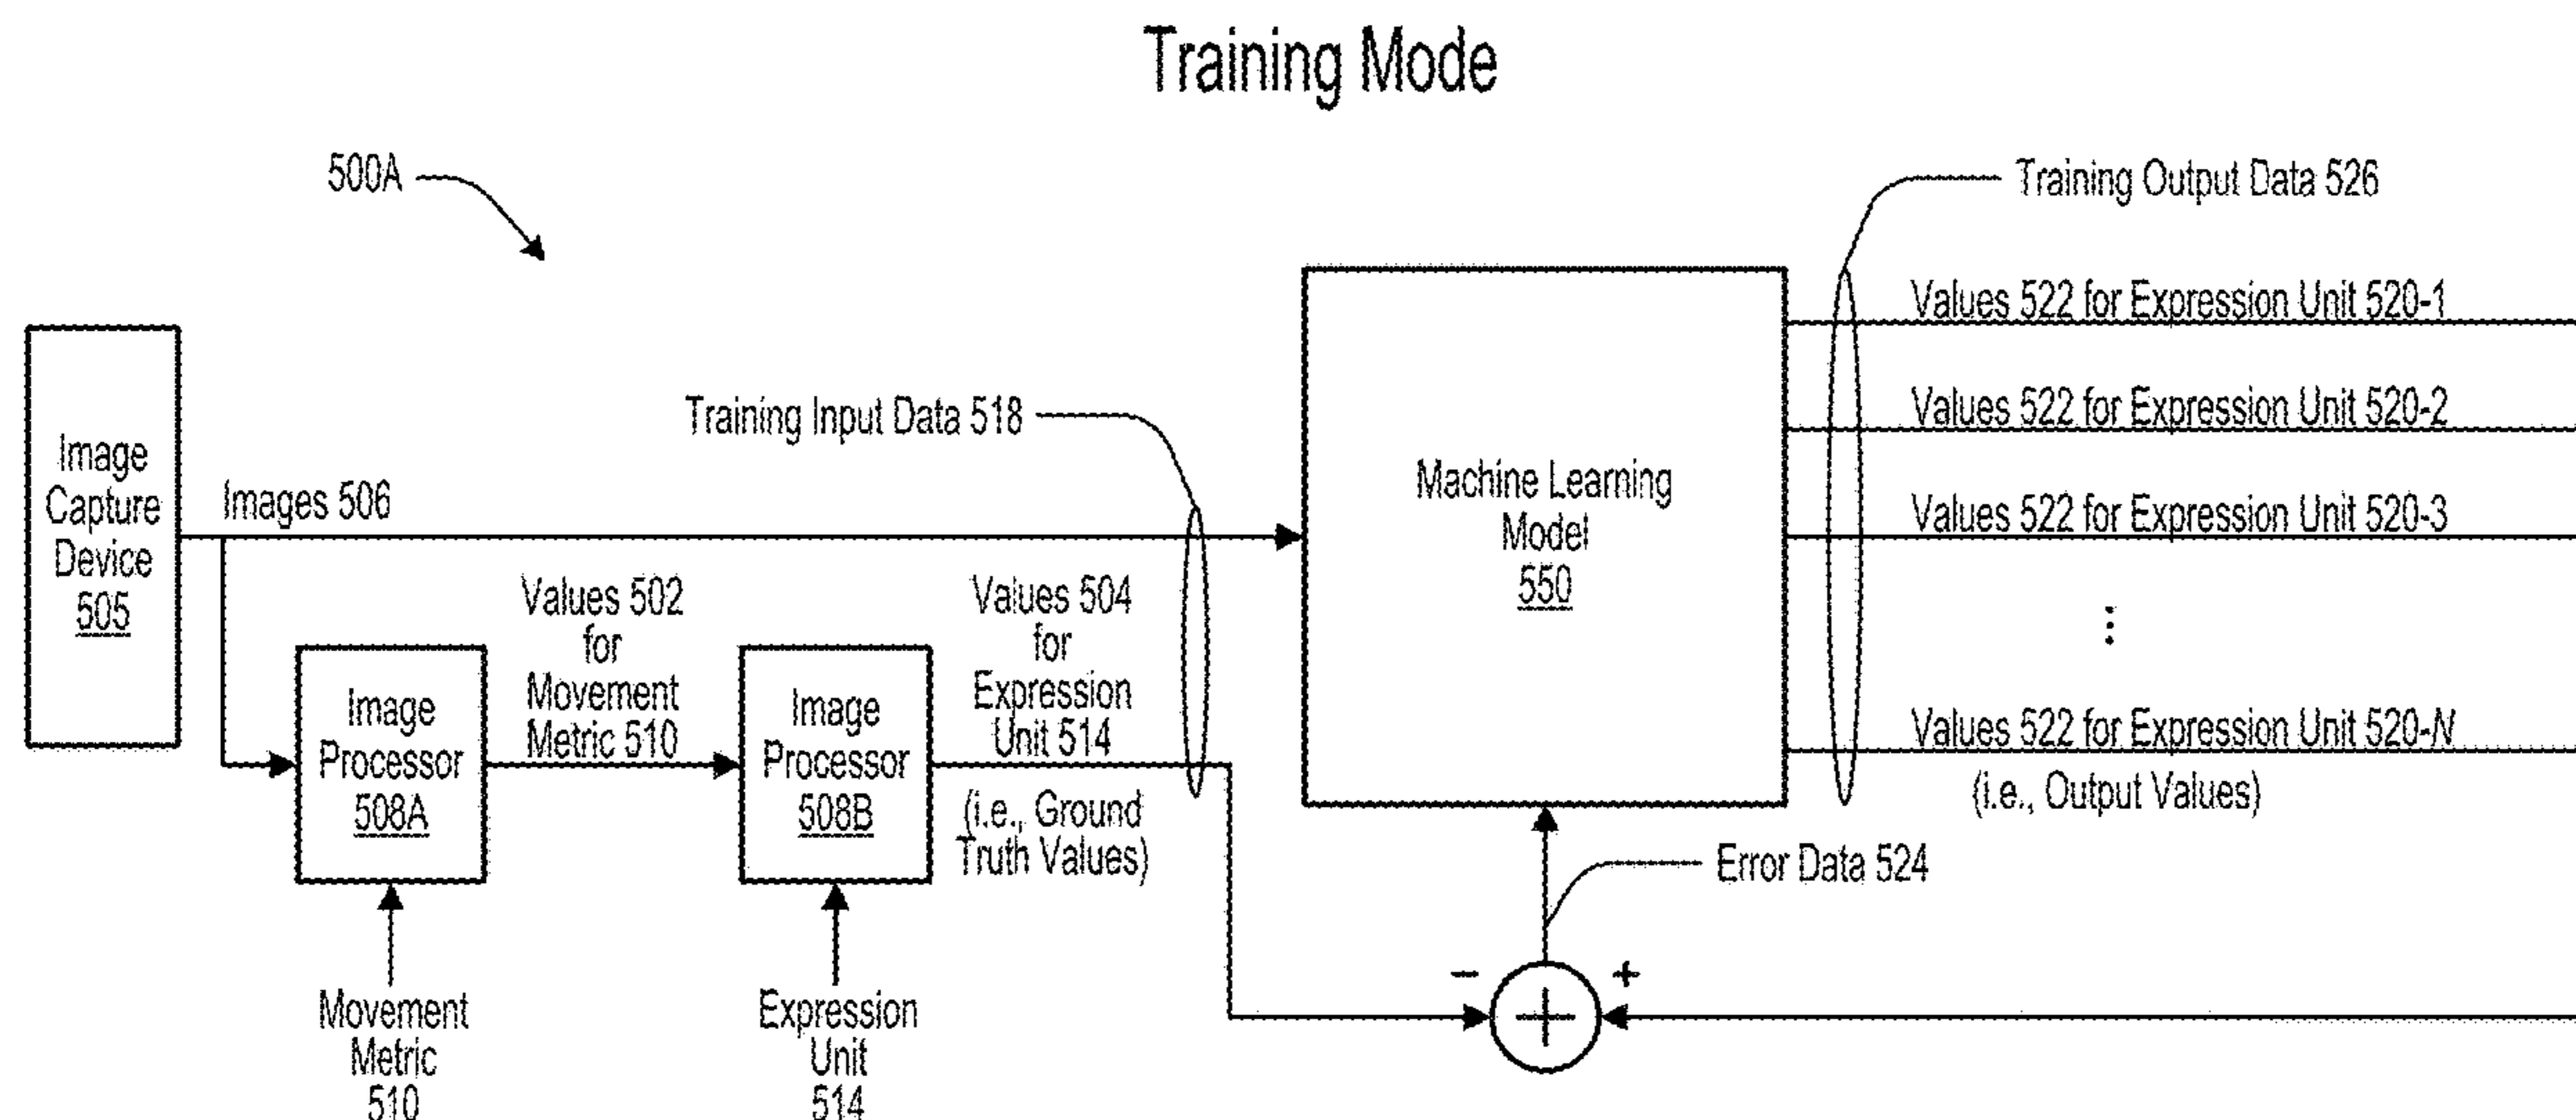 Training Mode
500A
Training Output Data 526
Values 522 for Expression Unit 520-1
Training Input Data 518
Values 522 for Expression Unit 520-2
Image
Capture
Device
505
Images 506
Machine Learning
Model
550
Values 522 for Expression Unit 520-3
⋮
Values 522 for Expression Unit 520-N
(i.e., Output Values)
Image
Processor
508A
Values 502
for
Movement
Metric 510
Image
Processor
508B
Values 504
for
Expression
Unit 514
(i.e., Ground
Truth Values)
Error Data 524
−
+
+
Movement
Metric
510
Expression
Unit
514